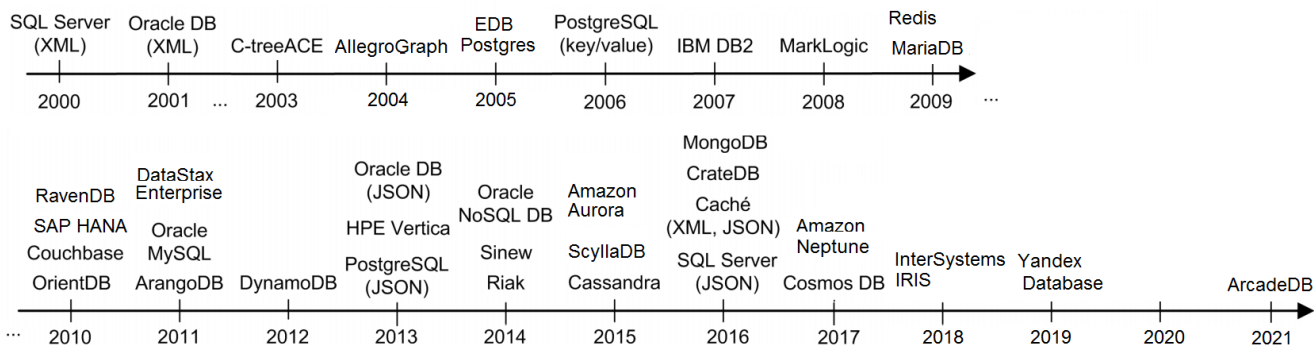 SQL Server
(XML)
Oracle DB
(XML)
C-treeACE
AllegroGraph
EDB
Postgres
PostgreSQL
(key/value)
IBM DB2
MarkLogic
Redis
MariaDB
2000
2001
...
2003
2004
2005
2006
2007
2008
2009
...
RavenDB
SAP HANA
Couchbase
OrientDB
DataStax
Enterprise
Oracle
MySQL
ArangoDB
DynamoDB
Oracle DB
(JSON)
HPE Vertica
PostgreSQL
(JSON)
Oracle
NoSQL DB
Sinew
Riak
Amazon
Aurora
ScyllaDB
Cassandra
MongoDB
CrateDB
Caché
(XML, JSON)
SQL Server
(JSON)
Amazon
Neptune
Cosmos DB
InterSystems
IRIS
Yandex
Database
ArcadeDB
...
2010
2011
2012
2013
2014
2015
2016
2017
2018
2019
2020
2021